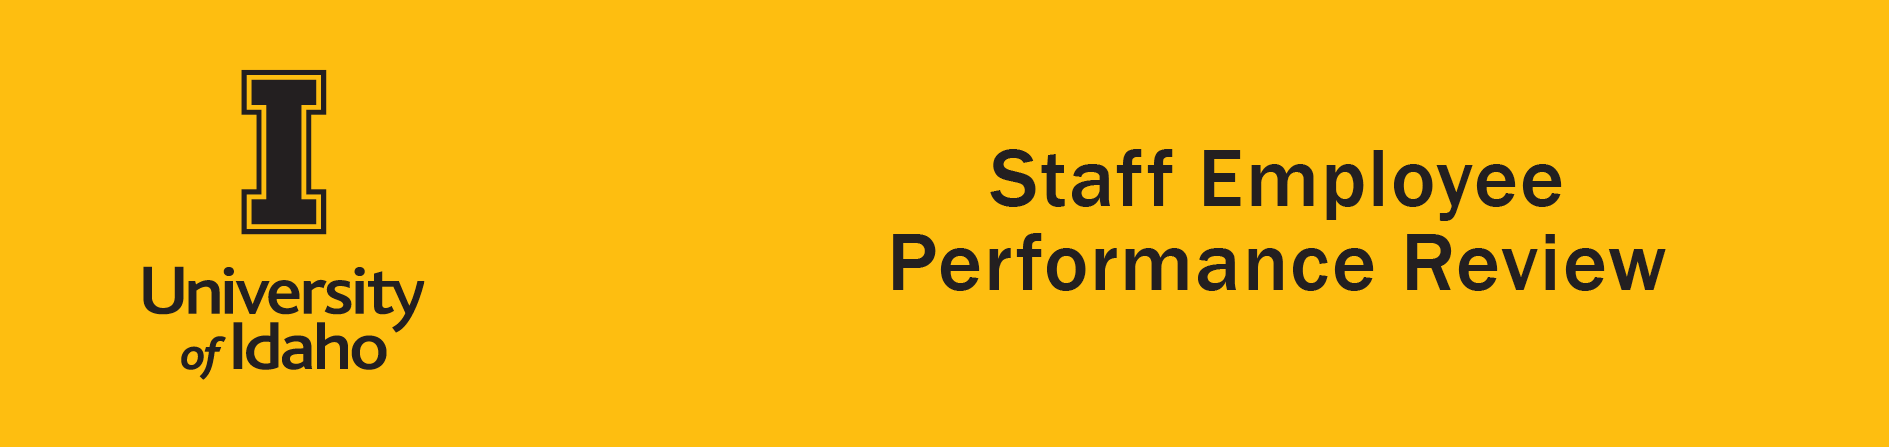 I
University
of Idaho
Staff Employee
Performance Review